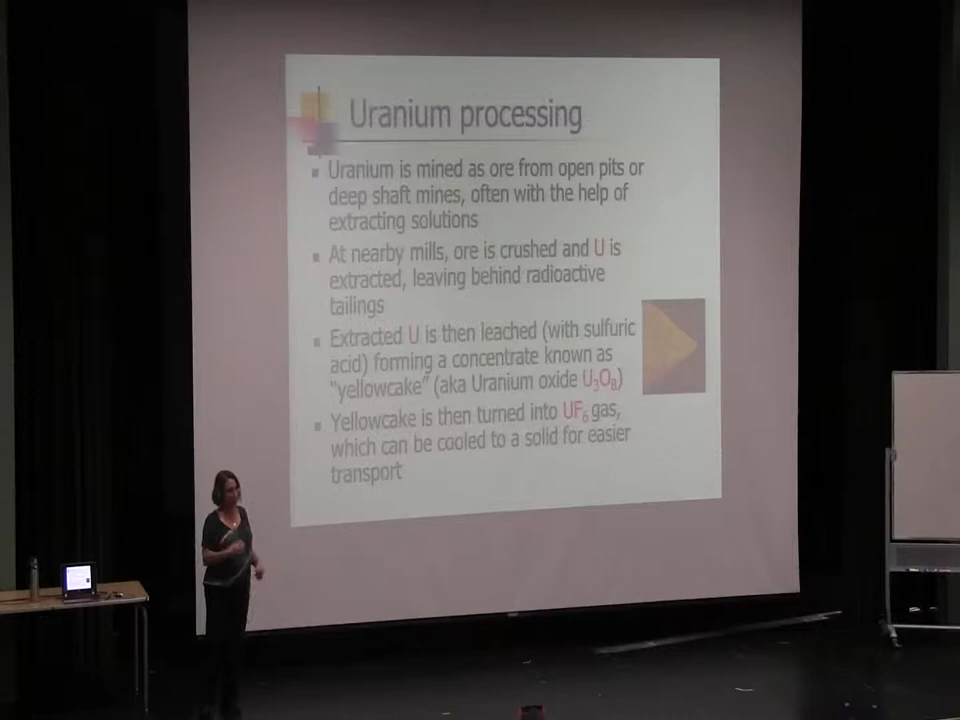 Uranium processing
Uranium is mined as ore from open pits or
deep shaft mines, often with the help of
extracting solutions
At nearby mills, ore is crushed and U is
extracted, leaving behind radioactive
tailings
Extracted U is then leached (with sulfuric
acid) forming a concentrate known as
"yellowcake" (aka Uranium oxide U₃O₈)
Yellowcake is then turned into UF₆ gas,
which can be cooled to a solid for easier
transport